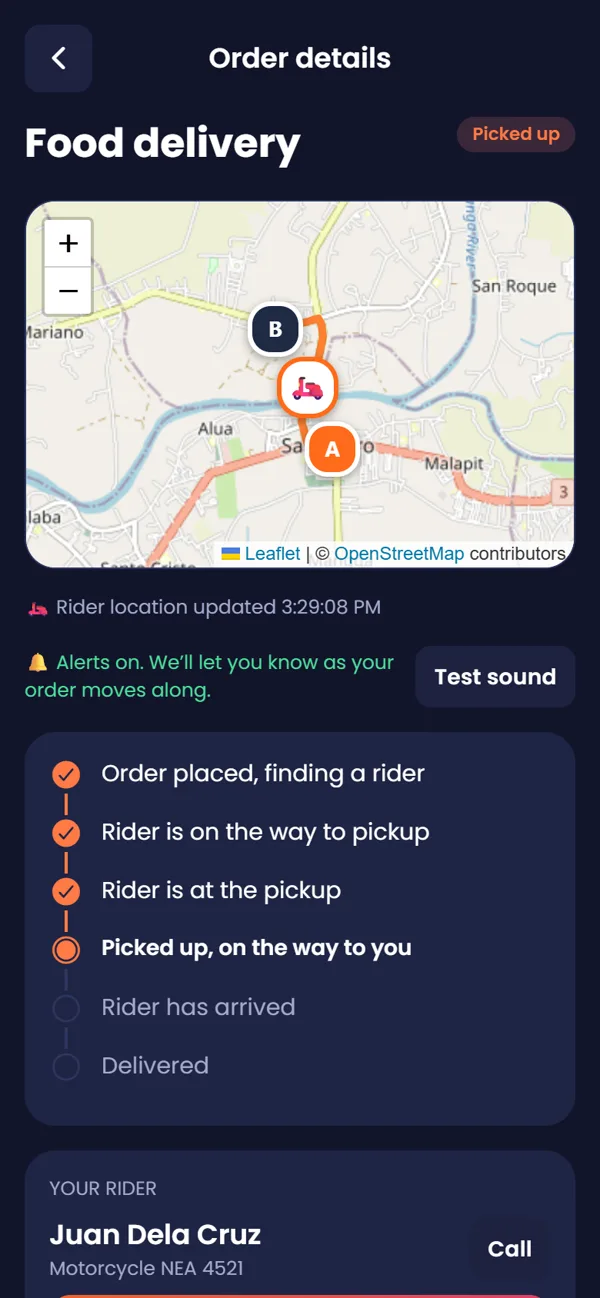 Order details
Food delivery
Picked up
+
−
San Roque
Mariano
B
Alua
A
Malapit
3
laba
Leaflet | © OpenStreetMap contributors
Rider location updated 3:29:08 PM
Alerts on. We’ll let you know as your
order moves along.
Test sound
Order placed, finding a rider
Rider is on the way to pickup
Rider is at the pickup
Picked up, on the way to you
Rider has arrived
Delivered
YOUR RIDER
Juan Dela Cruz
Call
Motorcycle NEA 4521